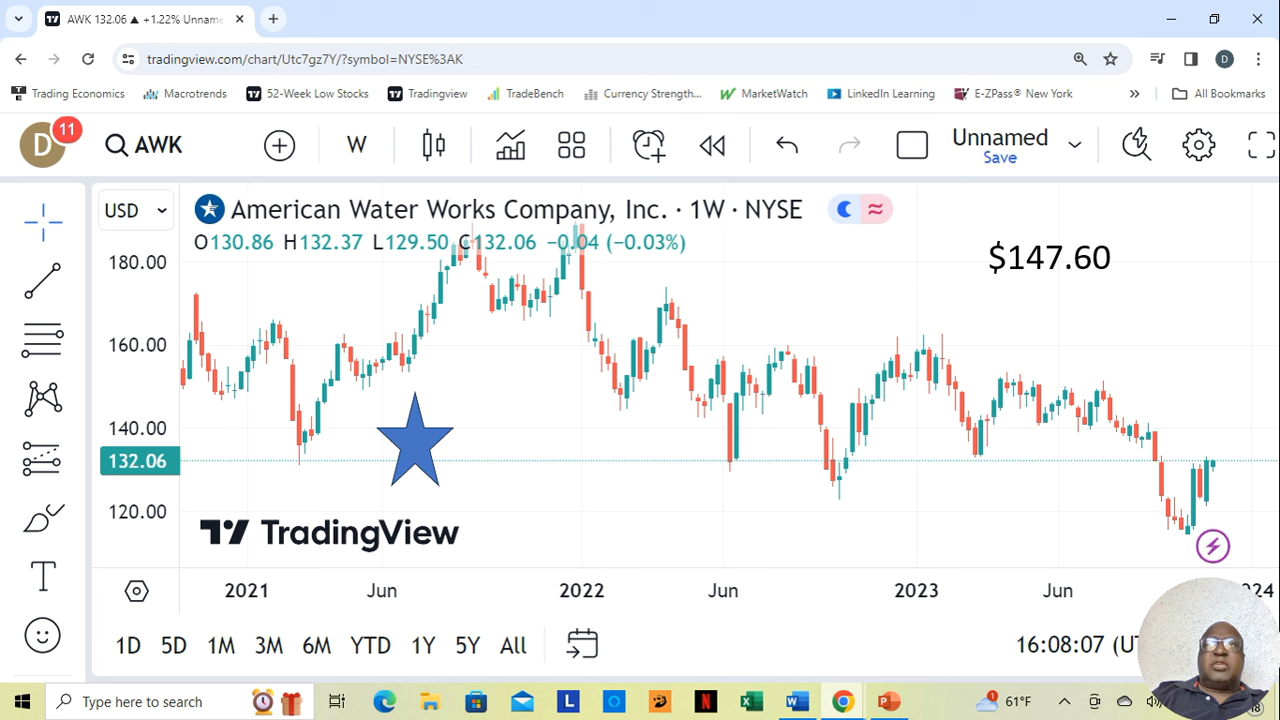 AWK 132.06 ▲ +1.22% Unnam
tradingview.com/chart/Utc7gz7Y/?symbol=NYSE%3AK
D
Trading Economics
Macrotrends
52-Week Low Stocks
Tradingview
TradeBench
Currency Strength...
MarketWatch
LinkedIn Learning
E-ZPass® New York
»
All Bookmarks
D
11
AWK
W
Unnamed
Save
USD
American Water Works Company, Inc. · 1W · NYSE
O130.86 H132.37 L129.50 C132.06 −0.04 (−0.03%)
$147.60
180.00
160.00
140.00
132.06
120.00
TradingView
2021
Jun
2022
Jun
2023
Jun
1D
5D
1M
3M
6M
YTD
1Y
5Y
All
16:08:07 (U
Type here to search
1
61°F